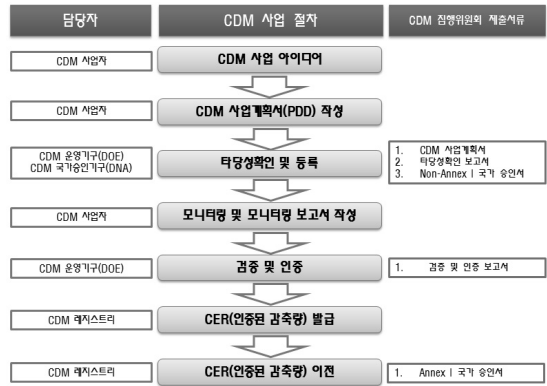 담당자
CDM 사업 절차
CDM 집행위원회 제출서류
CDM 사업자
CDM 사업 아이디어
CDM 사업자
CDM 사업계획서(PDD) 작성
CDM 운영기구(DOE)
CDM 국가승인기구(DNA)
타당성확인 및 등록
1. CDM 사업계획서
2. 타당성확인 보고서
3. Non-Annex I 국가 승인서
CDM 사업자
모니터링 및 모니터링 보고서 작성
CDM 운영기구(DOE)
검증 및 인증
1. 검증 및 인증 보고서
CDM 레지스트리
CER(인증된 감축량) 발급
CDM 레지스트리
CER(인증된 감축량) 이전
1. Annex I 국가 승인서